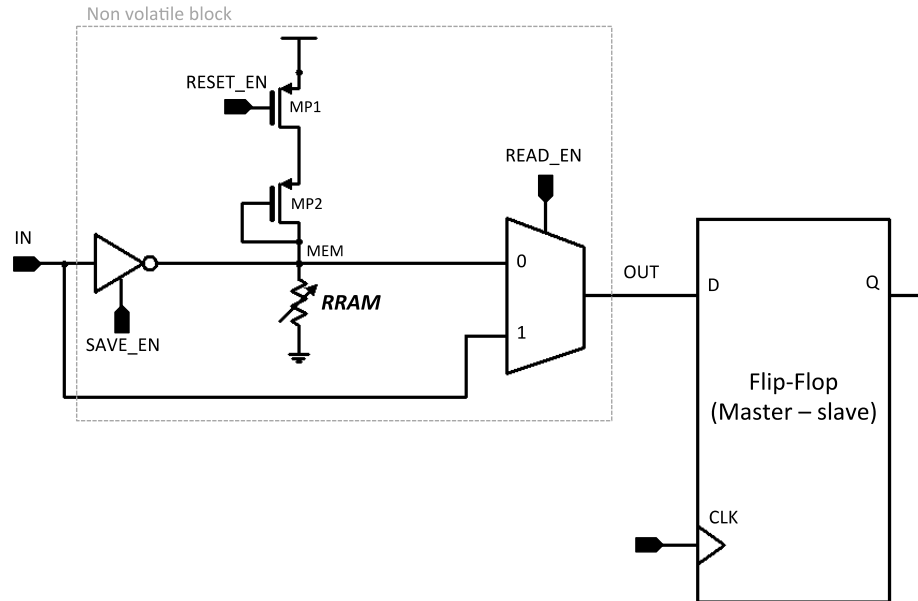 Non volatile block
RESET_EN
MP1
READ_EN
MP2
IN
MEM
0
OUT
D
Q
RRAM
SAVE_EN
1
Flip-Flop
(Master – slave)
CLK